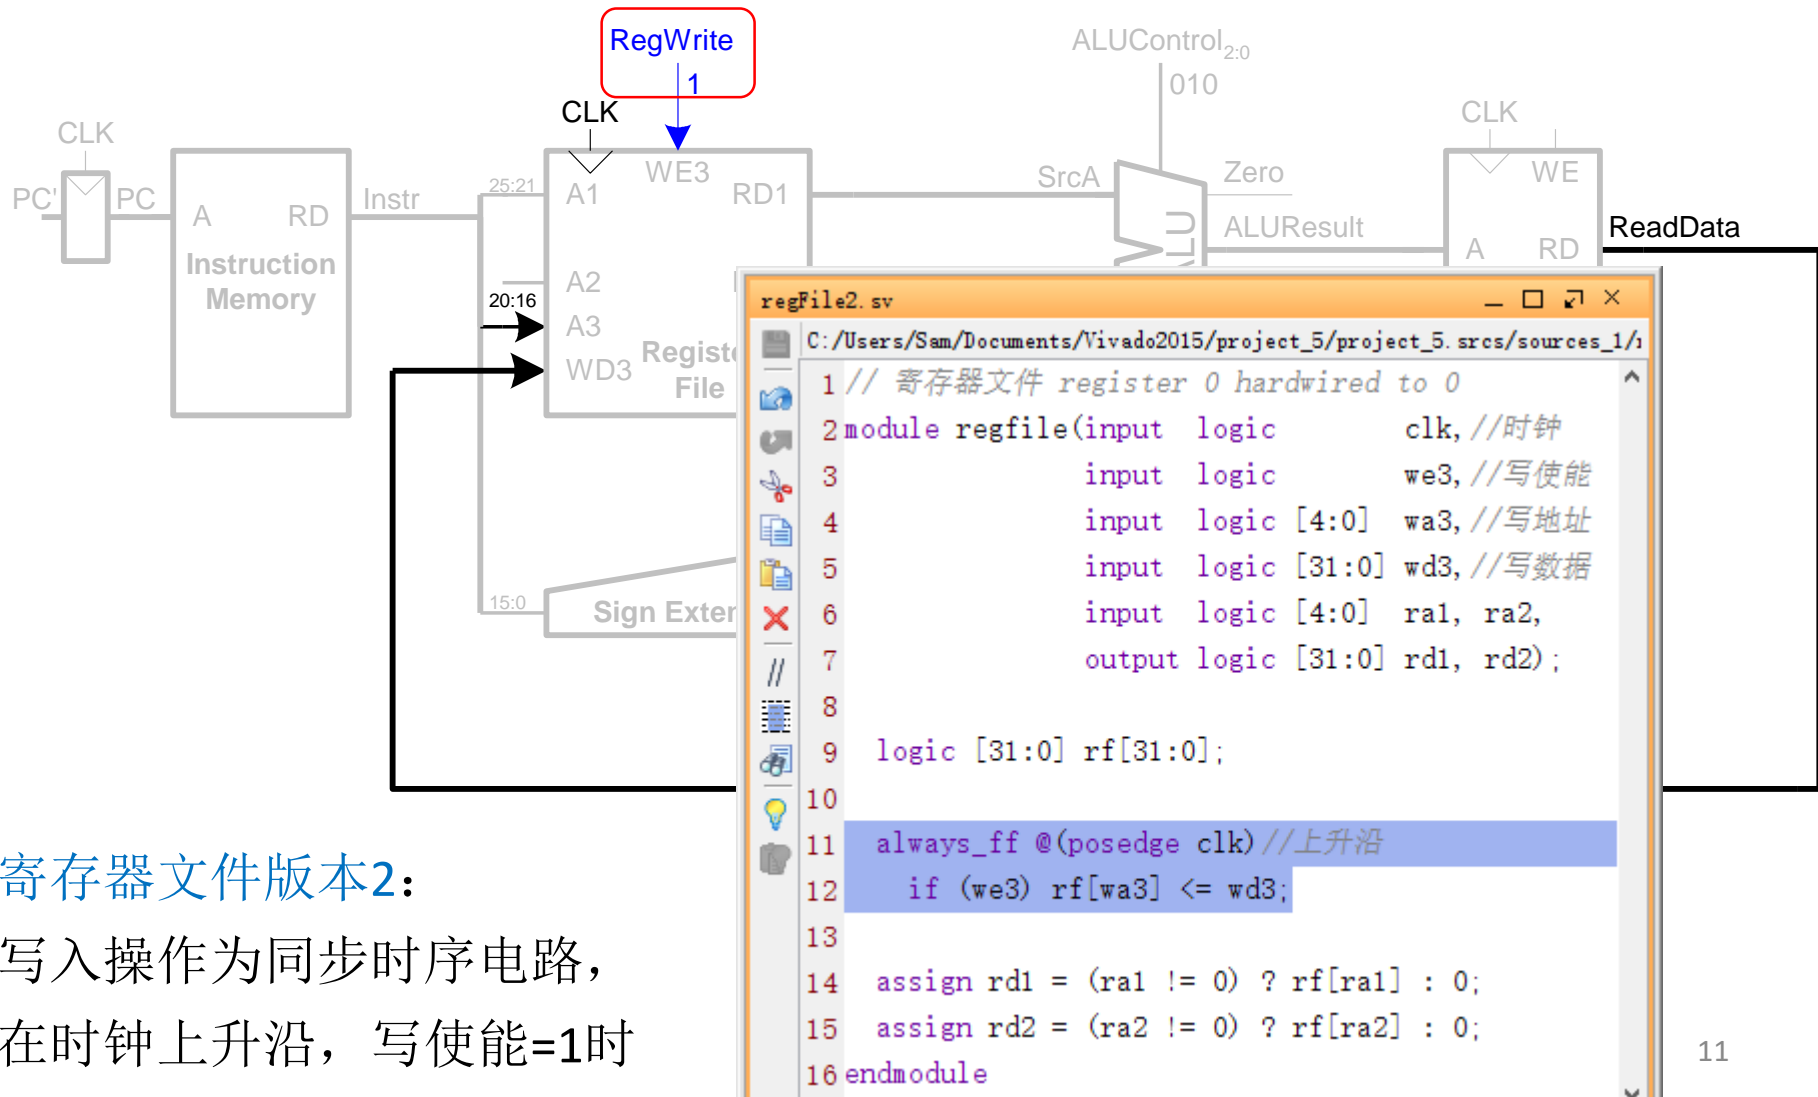 RegWrite
1
ALUControl2:0
010
CLK
CLK
CLK
PC'
PC
A RD
Instruction
Memory
Instr
25:21
20:16
15:0
A1
WE3
RD1
A2
A3
WD3
File
SrcA
Zero
ALUResult
WE
A RD
ReadData
regFile2.sv
C:/Users/Sam/Documents/Vivado2015/project_5/project_5.srcs/sources_1/
1 // 寄存器文件 register 0 hardwired to 0
2 module regfile(input logic clk,//时钟
3 input logic we3,//写使能
4 input logic [4:0] wa3,//写地址
5 input logic [31:0] wd3,//写数据
6 input logic [4:0] ra1, ra2,
7 output logic [31:0] rd1, rd2);
8
9 logic [31:0] rf[31:0];
10
11 always_ff @(posedge clk)//上升沿
12 if (we3) rf[wa3] <= wd3;
13
14 assign rd1 = (ra1 != 0) ? rf[ra1] : 0;
15 assign rd2 = (ra2 != 0) ? rf[ra2] : 0;
16 endmodule
Sign
寄存器文件版本2：
写入操作为同步时序电路，
在时钟上升沿，写使能=1时
11